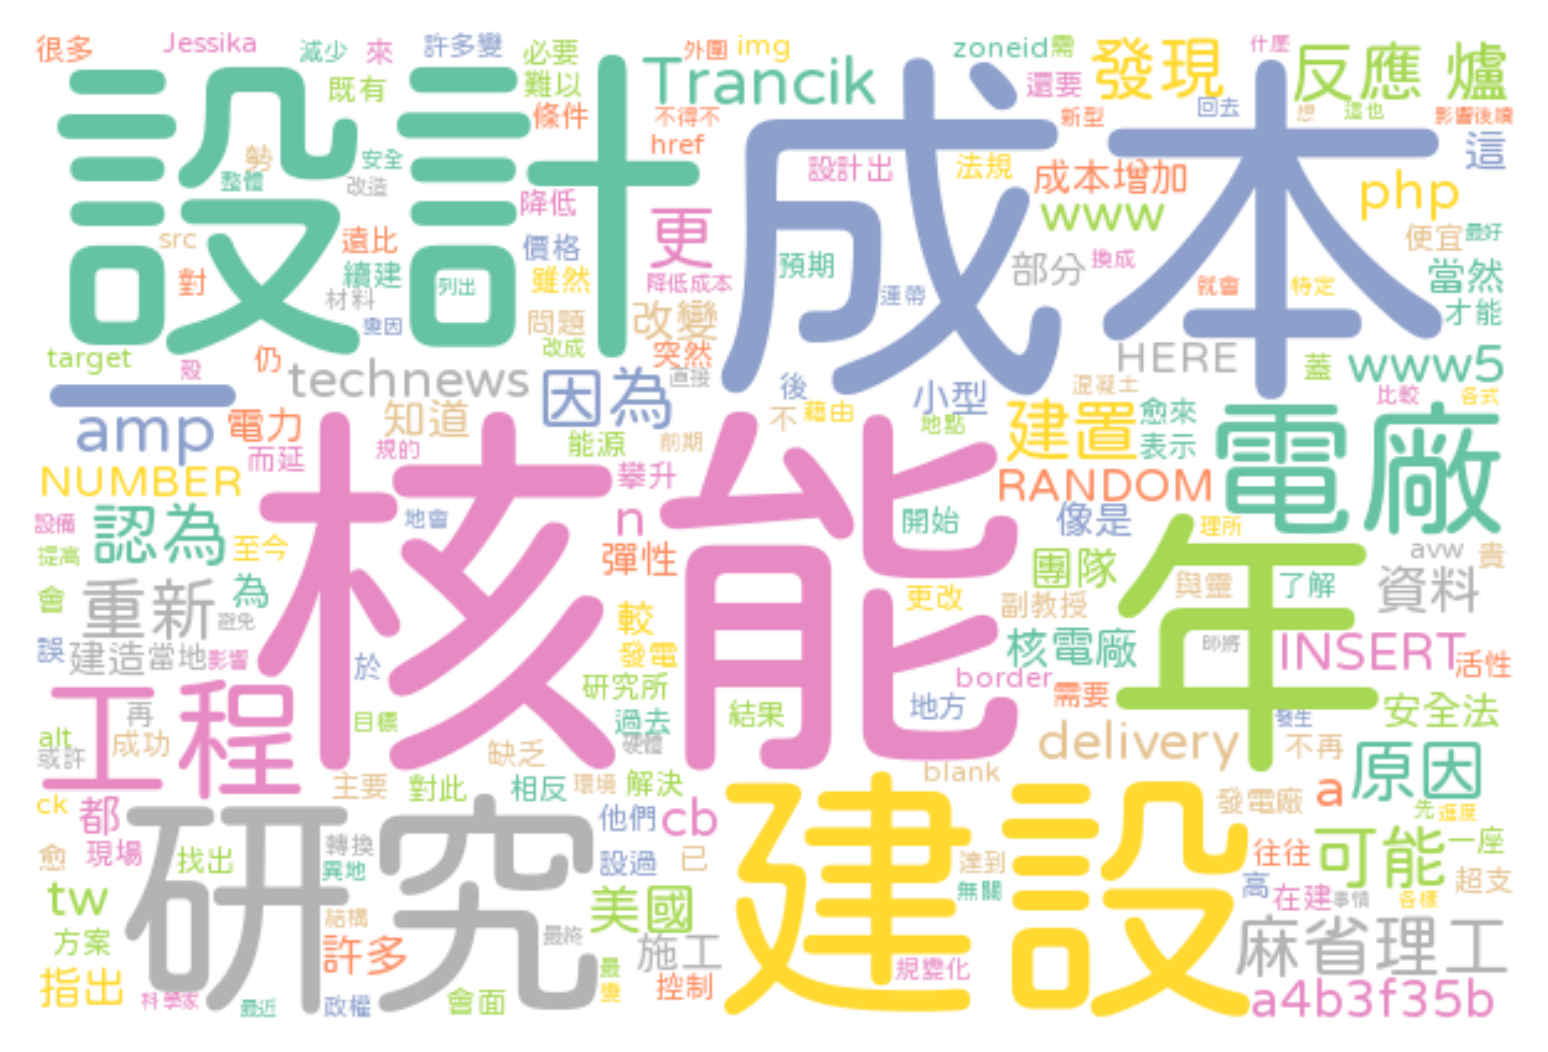 很多 Jessika 減少 來 許多變 必要 外圍 img zoneid 需 什麼
設計 成本 Trancik 還要 發現 反應 爐
既有 難以 條件 不得不 新型 回去 想 這也 影響後續
href 設計出 法規 成本增加 這
勢 整體 安全 改造 降低 更 www php
src 遠比 價格 預期 部分 換成 便宜 最好
對 續建 列出 雖然 降低成本 連帶 就會 特定 當然
材料 變因 問題 改變 才能
target 殼 仍 改成 突然 HERE 蓋 www5
一 technews 因為 直接 後 小型 混凝土 比較 各式
amp 電力 知道 能源 前期 不 藉由 地點 建置 愈來 電廠
而延 規的 表示
NUMBER 核能 攀升 RANDOM
設備 認為 至今 地會 n 開始 像是 年 理所
提高 彈性 團隊 與靈 了解 avw 貴
會 重新 為 避免 較 更改 副教授 資料
誤 建造 當地 影響 於 發電 核電廠 即將 INSERT 活性
工程 再 研究所 border 需要
alt 或許 成功 目標 過去 硬體 結果 地方 發生 安全法
缺乏 delivery 不再 原因
主要 對此 相反 環境 解決 blank
ck 都 研究 他們 cb 建設 發電廠 a 先 進度
愈 現場 找出 轉換 異地 設過 已 達到 往往 可能 一座
tw 無關 高 在建 事情 各樣 超支
結構 美國
方案 許多 最終 施工 麻省理工
指出 最 變 控制 規變化
科學家 最近 政權 會面 a4b3f35b